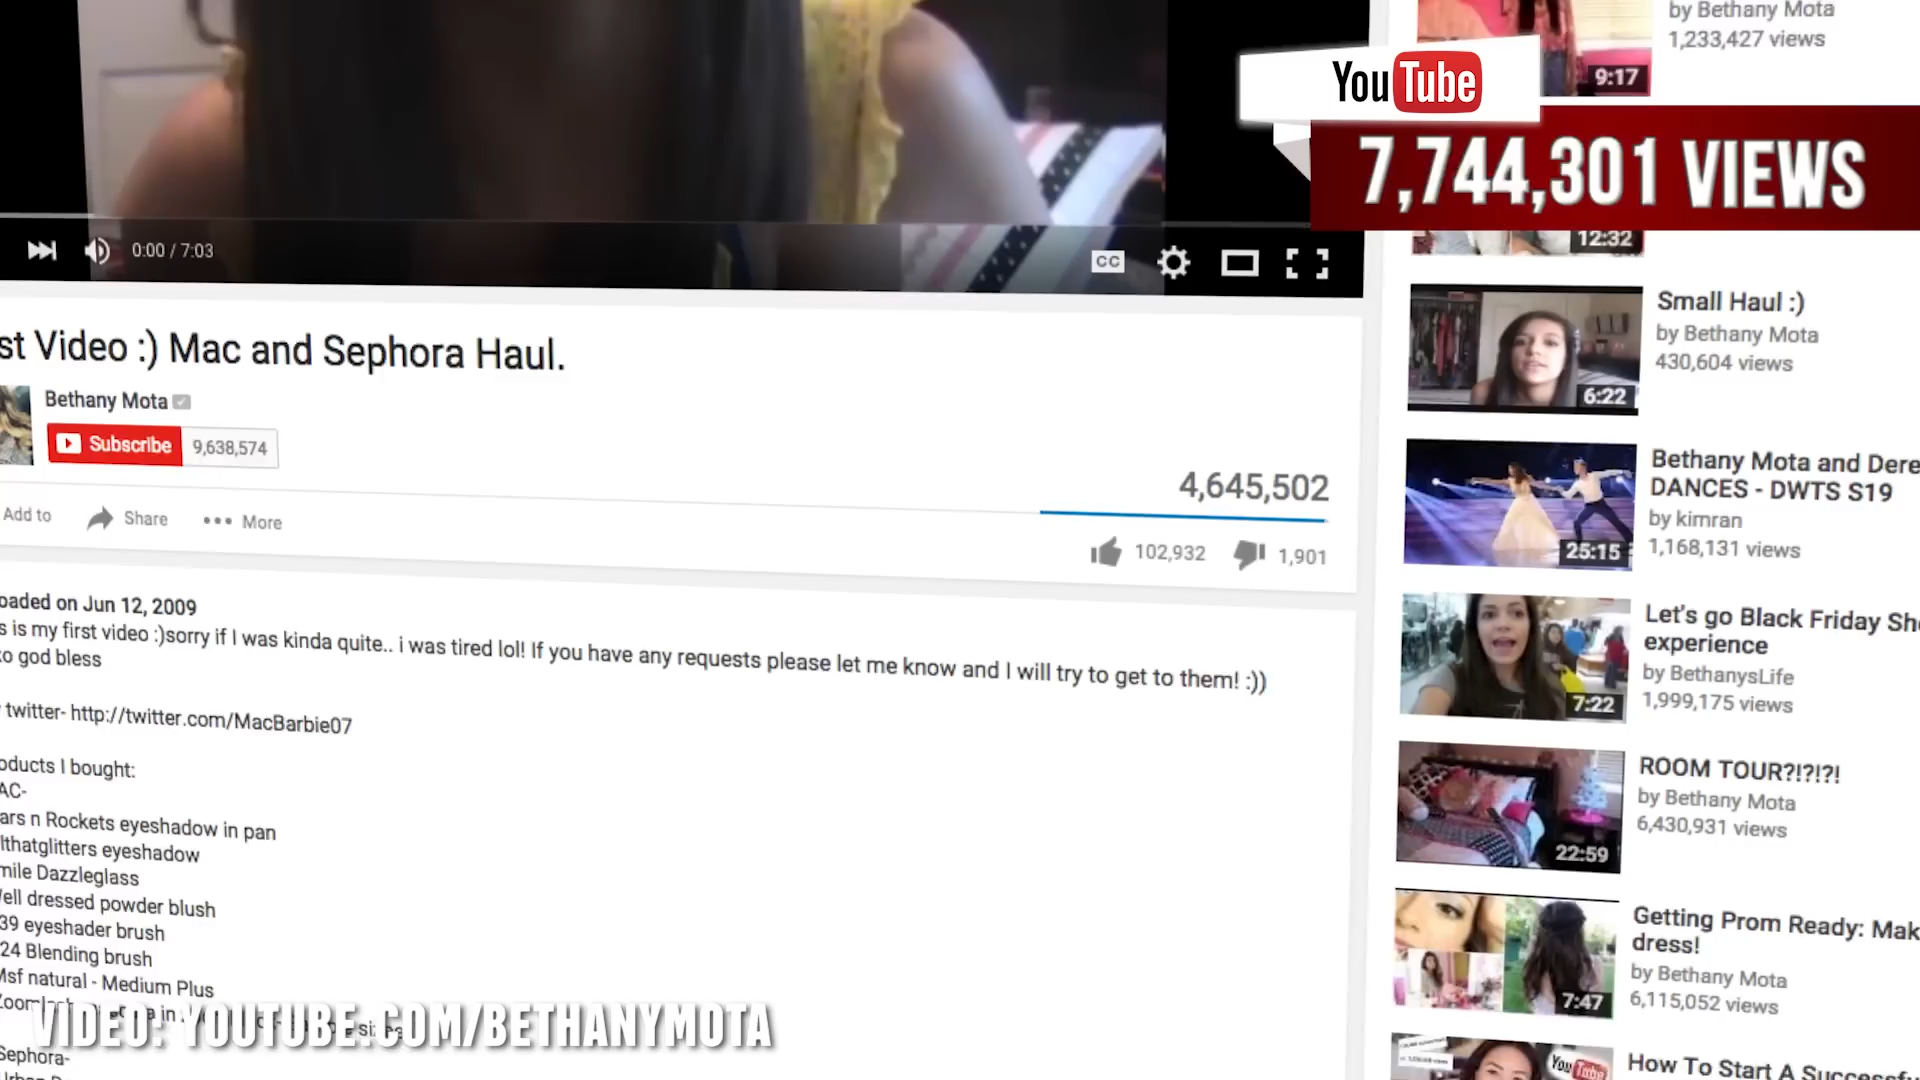 by Bethany Mota
1,233,427 views
9:17
YouTube
7,744,301 VIEWS
12:32
0:00 / 7:03
CC
st Video :) Mac and Sephora Haul.
Bethany Mota
Subscribe 9,638,574
4,645,502
Add to Share More
102,932 1,901
oaded on Jun 12, 2009
s is my first video :)sorry if I was kinda quite.. i was tired lol! If you have any requests please let me know and I will try to get to them! :))
xo god bless
twitter- http://twitter.com/MacBarbie07
oducts I bought:
AC-
ars n Rockets eyeshadow in pan
lthatglitters eyeshadow
mile Dazzleglass
ell dressed powder blush
39 eyeshader brush
24 Blending brush
Msf natural - Medium Plus
VIDEO: YOUTUBE.COM/BETHANYMOTA
Sephora-
Small Haul :)
by Bethany Mota
430,604 views
6:22
Bethany Mota and Dere
DANCES - DWTS S19
by kimran
1,168,131 views
25:15
Let's go Black Friday Sh
experience
by BethanysLife
1,999,175 views
7:22
ROOM TOUR?!?!?!
by Bethany Mota
6,430,931 views
22:59
Getting Prom Ready: Mak
dress!
by Bethany Mota
6,115,052 views
7:47
How To Start A Successf
YouTube